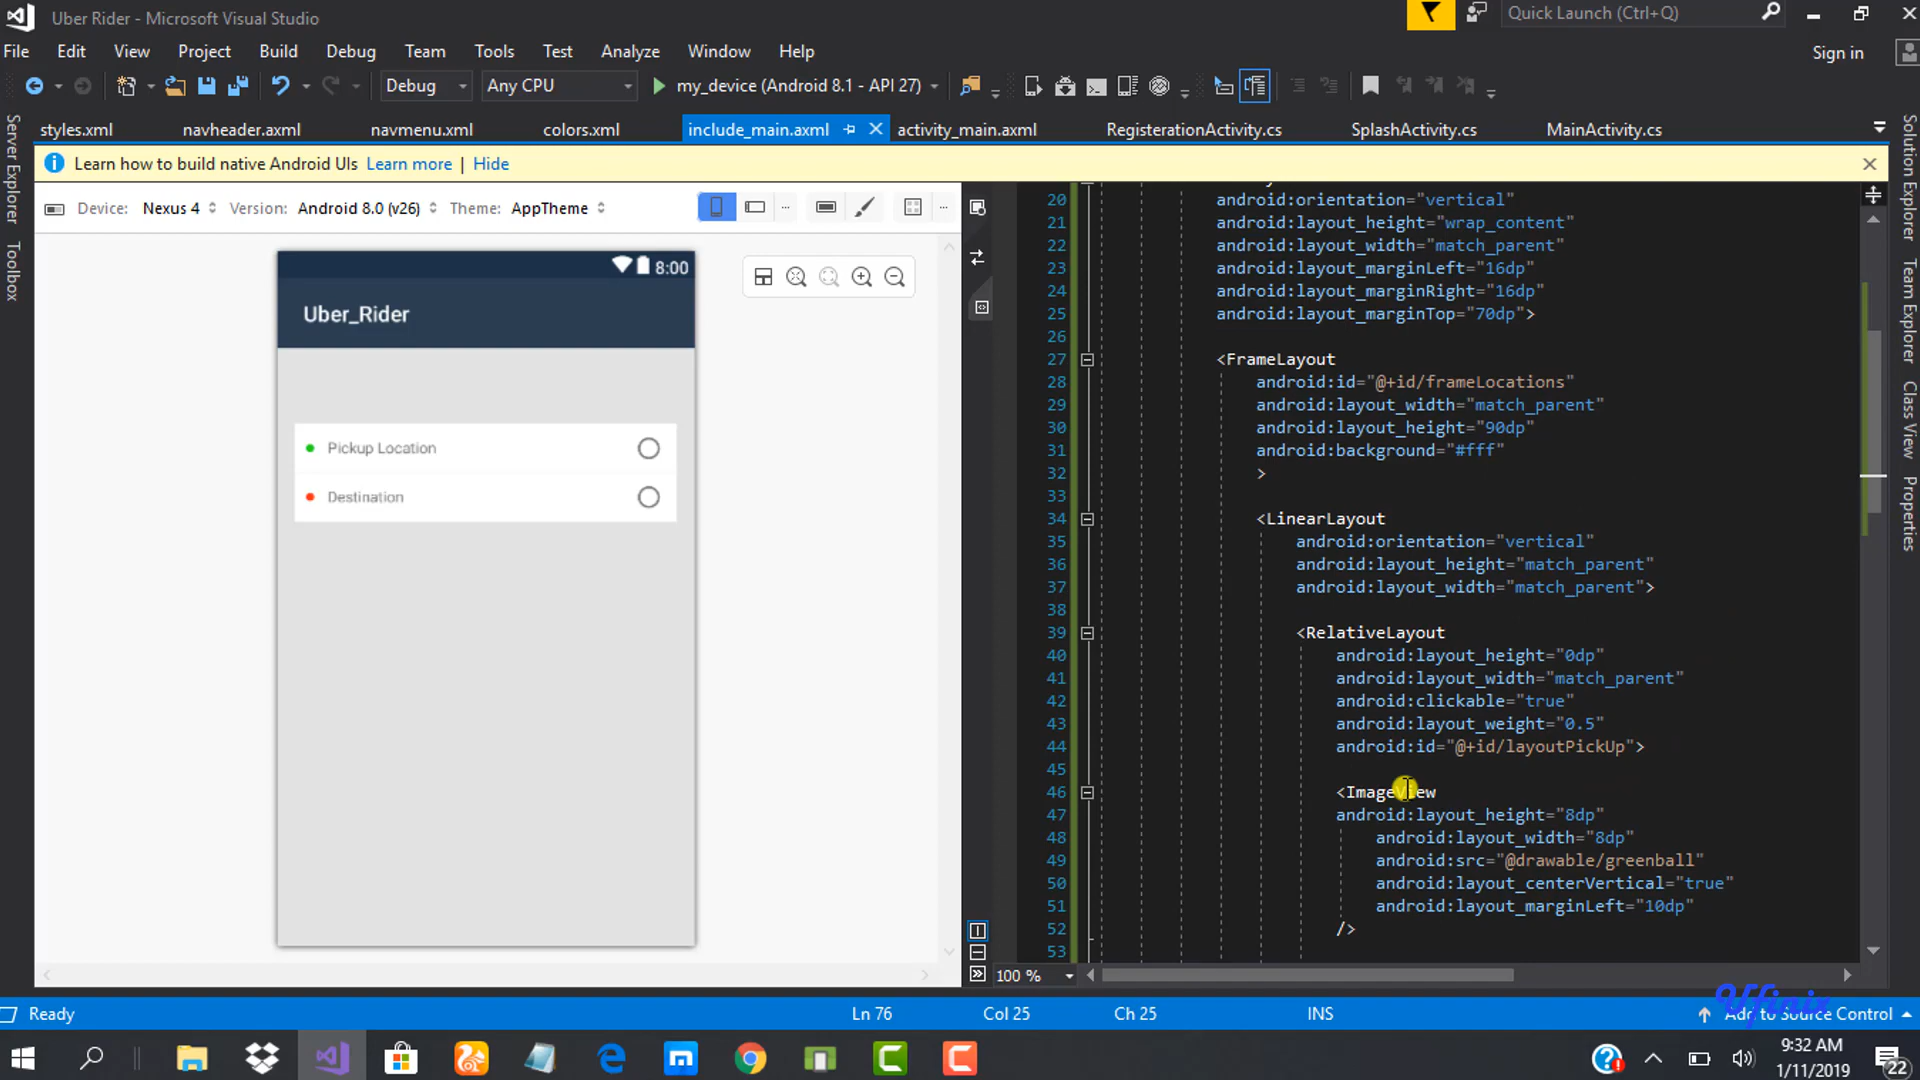 Uber Rider - Microsoft Visual Studio
Quick Launch (Ctrl+Q)
File Edit View Project Build Debug Team Tools Test Analyze Window Help
Sign in
Debug Any CPU my_device (Android 8.1 - API 27)
styles.xml navheader.axml navmenu.xml colors.xml include_main.axml activity_main.axml RegisterationActivity.cs SplashActivity.cs MainActivity.cs
Learn how to build native Android UIs Learn more | Hide
Device: Nexus 4 Version: Android 8.0 (v26) Theme: AppTheme
Server Explorer
Toolbox
Solution Explorer
Team Explorer
Class View
Properties
8:00
Uber_Rider
Pickup Location
Destination
20 android:orientation="vertical"
21 android:layout_height="wrap_content"
22 android:layout_width="match_parent"
23 android:layout_marginLeft="16dp"
24 android:layout_marginRight="16dp"
25 android:layout_marginTop="70dp">
26
27 <FrameLayout
28 android:id="@+id/frameLocations"
29 android:layout_width="match_parent"
30 android:layout_height="90dp"
31 android:background="#fff"
32 >
33
34 <LinearLayout
35 android:orientation="vertical"
36 android:layout_height="match_parent"
37 android:layout_width="match_parent">
38
39 <RelativeLayout
40 android:layout_height="0dp"
41 android:layout_width="match_parent"
42 android:clickable="true"
43 android:layout_weight="0.5"
44 android:id="@+id/layoutPickUp">
45
46 <ImageView
47 android:layout_height="8dp"
48 android:layout_width="8dp"
49 android:src="@drawable/greenball"
50 android:layout_centerVertical="true"
51 android:layout_marginLeft="10dp"
52 />
53
100 %
Ufinix
Ready Ln 76 Col 25 Ch 25 INS Add to Source Control
9:32 AM
1/11/2019
22